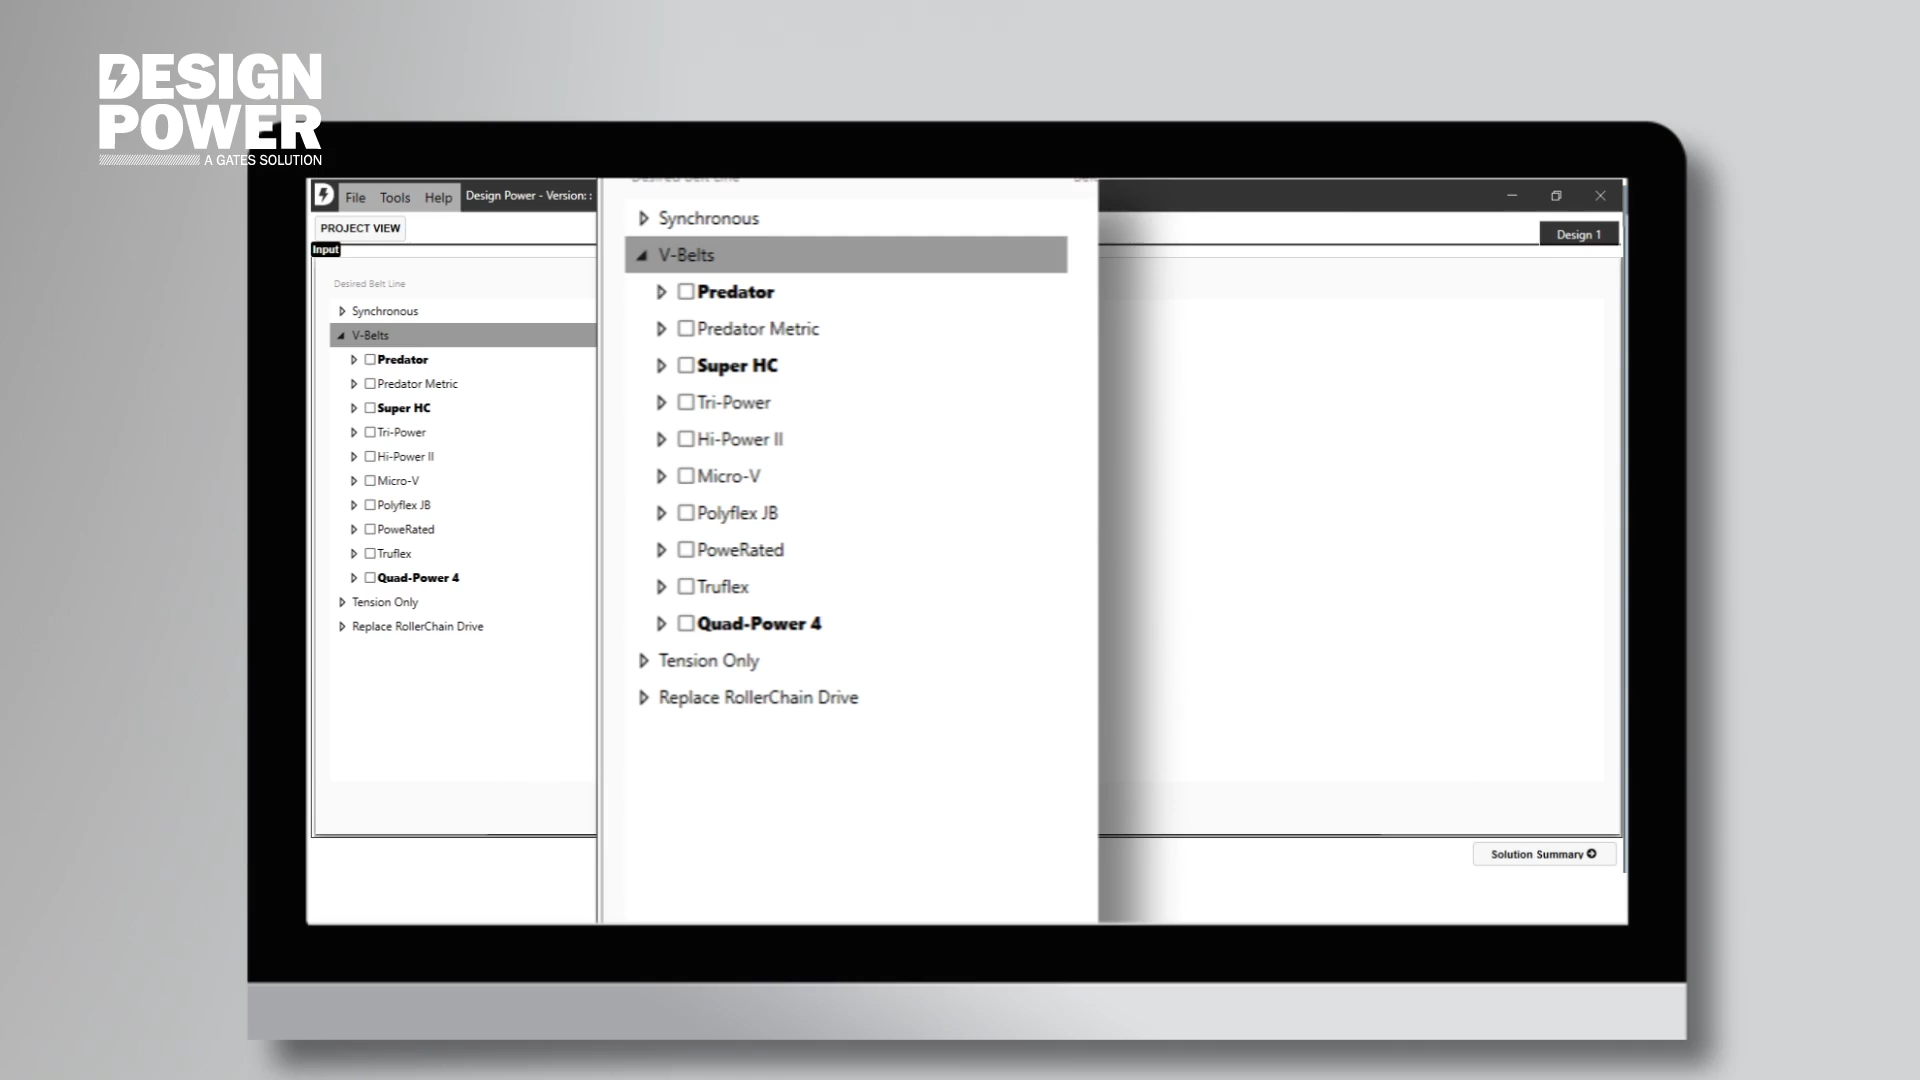 DESIGN
POWER
A GATES SOLUTION
File Tools Help Design Power - Version: :
PROJECT VIEW
Design 1
Input
Desired Belt Line
Synchronous
V-Belts
Predator
Predator Metric
Super HC
Tri-Power
Hi-Power II
Micro-V
Polyflex JB
PoweRated
Truflex
Quad-Power 4
Tension Only
Replace RollerChain Drive
Desired Belt Line
Synchronous
V-Belts
Predator
Predator Metric
Super HC
Tri-Power
Hi-Power II
Micro-V
Polyflex JB
PoweRated
Truflex
Quad-Power 4
Tension Only
Replace RollerChain Drive
Solution Summary